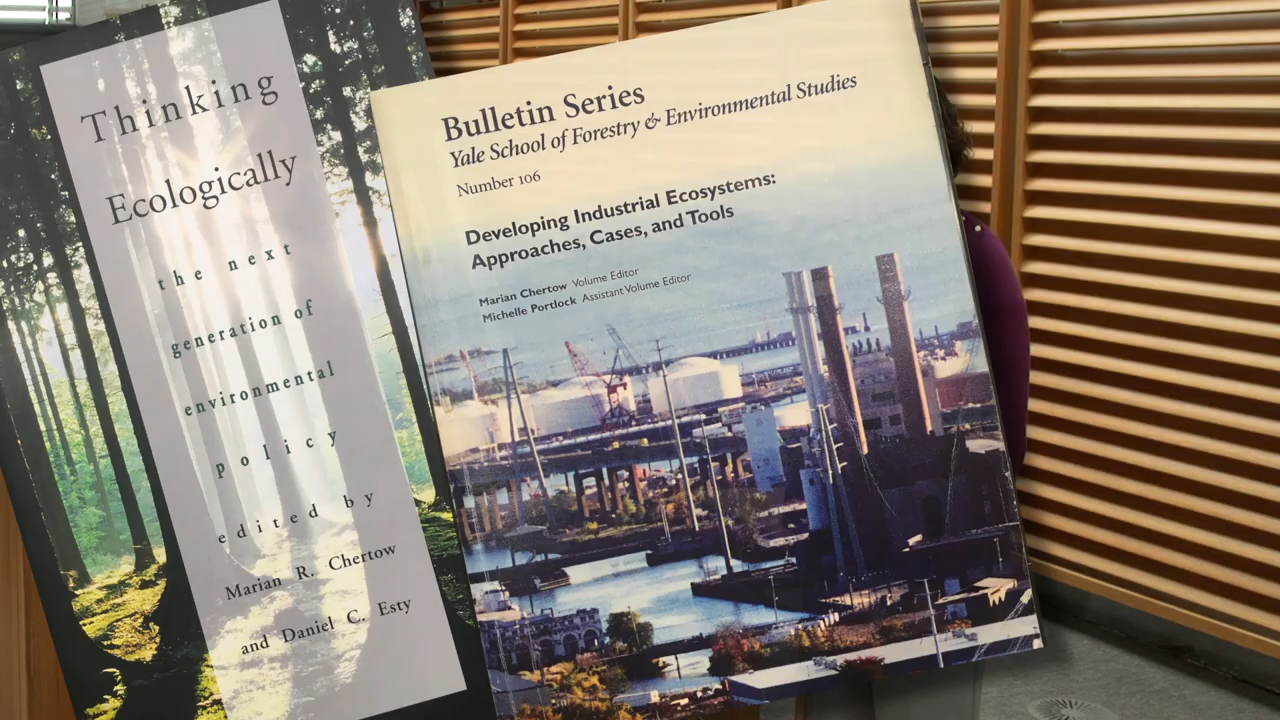 Thinking
Ecologically
the next
generation of
environmental
policy
edited by
Marian R. Chertow
and Daniel C. Esty
Bulletin Series
Yale School of Forestry & Environmental Studies
Number 106
Developing Industrial Ecosystems:
Approaches, Cases, and Tools
Marian Chertow Volume Editor
Michelle Portlock Assistant Volume Editor